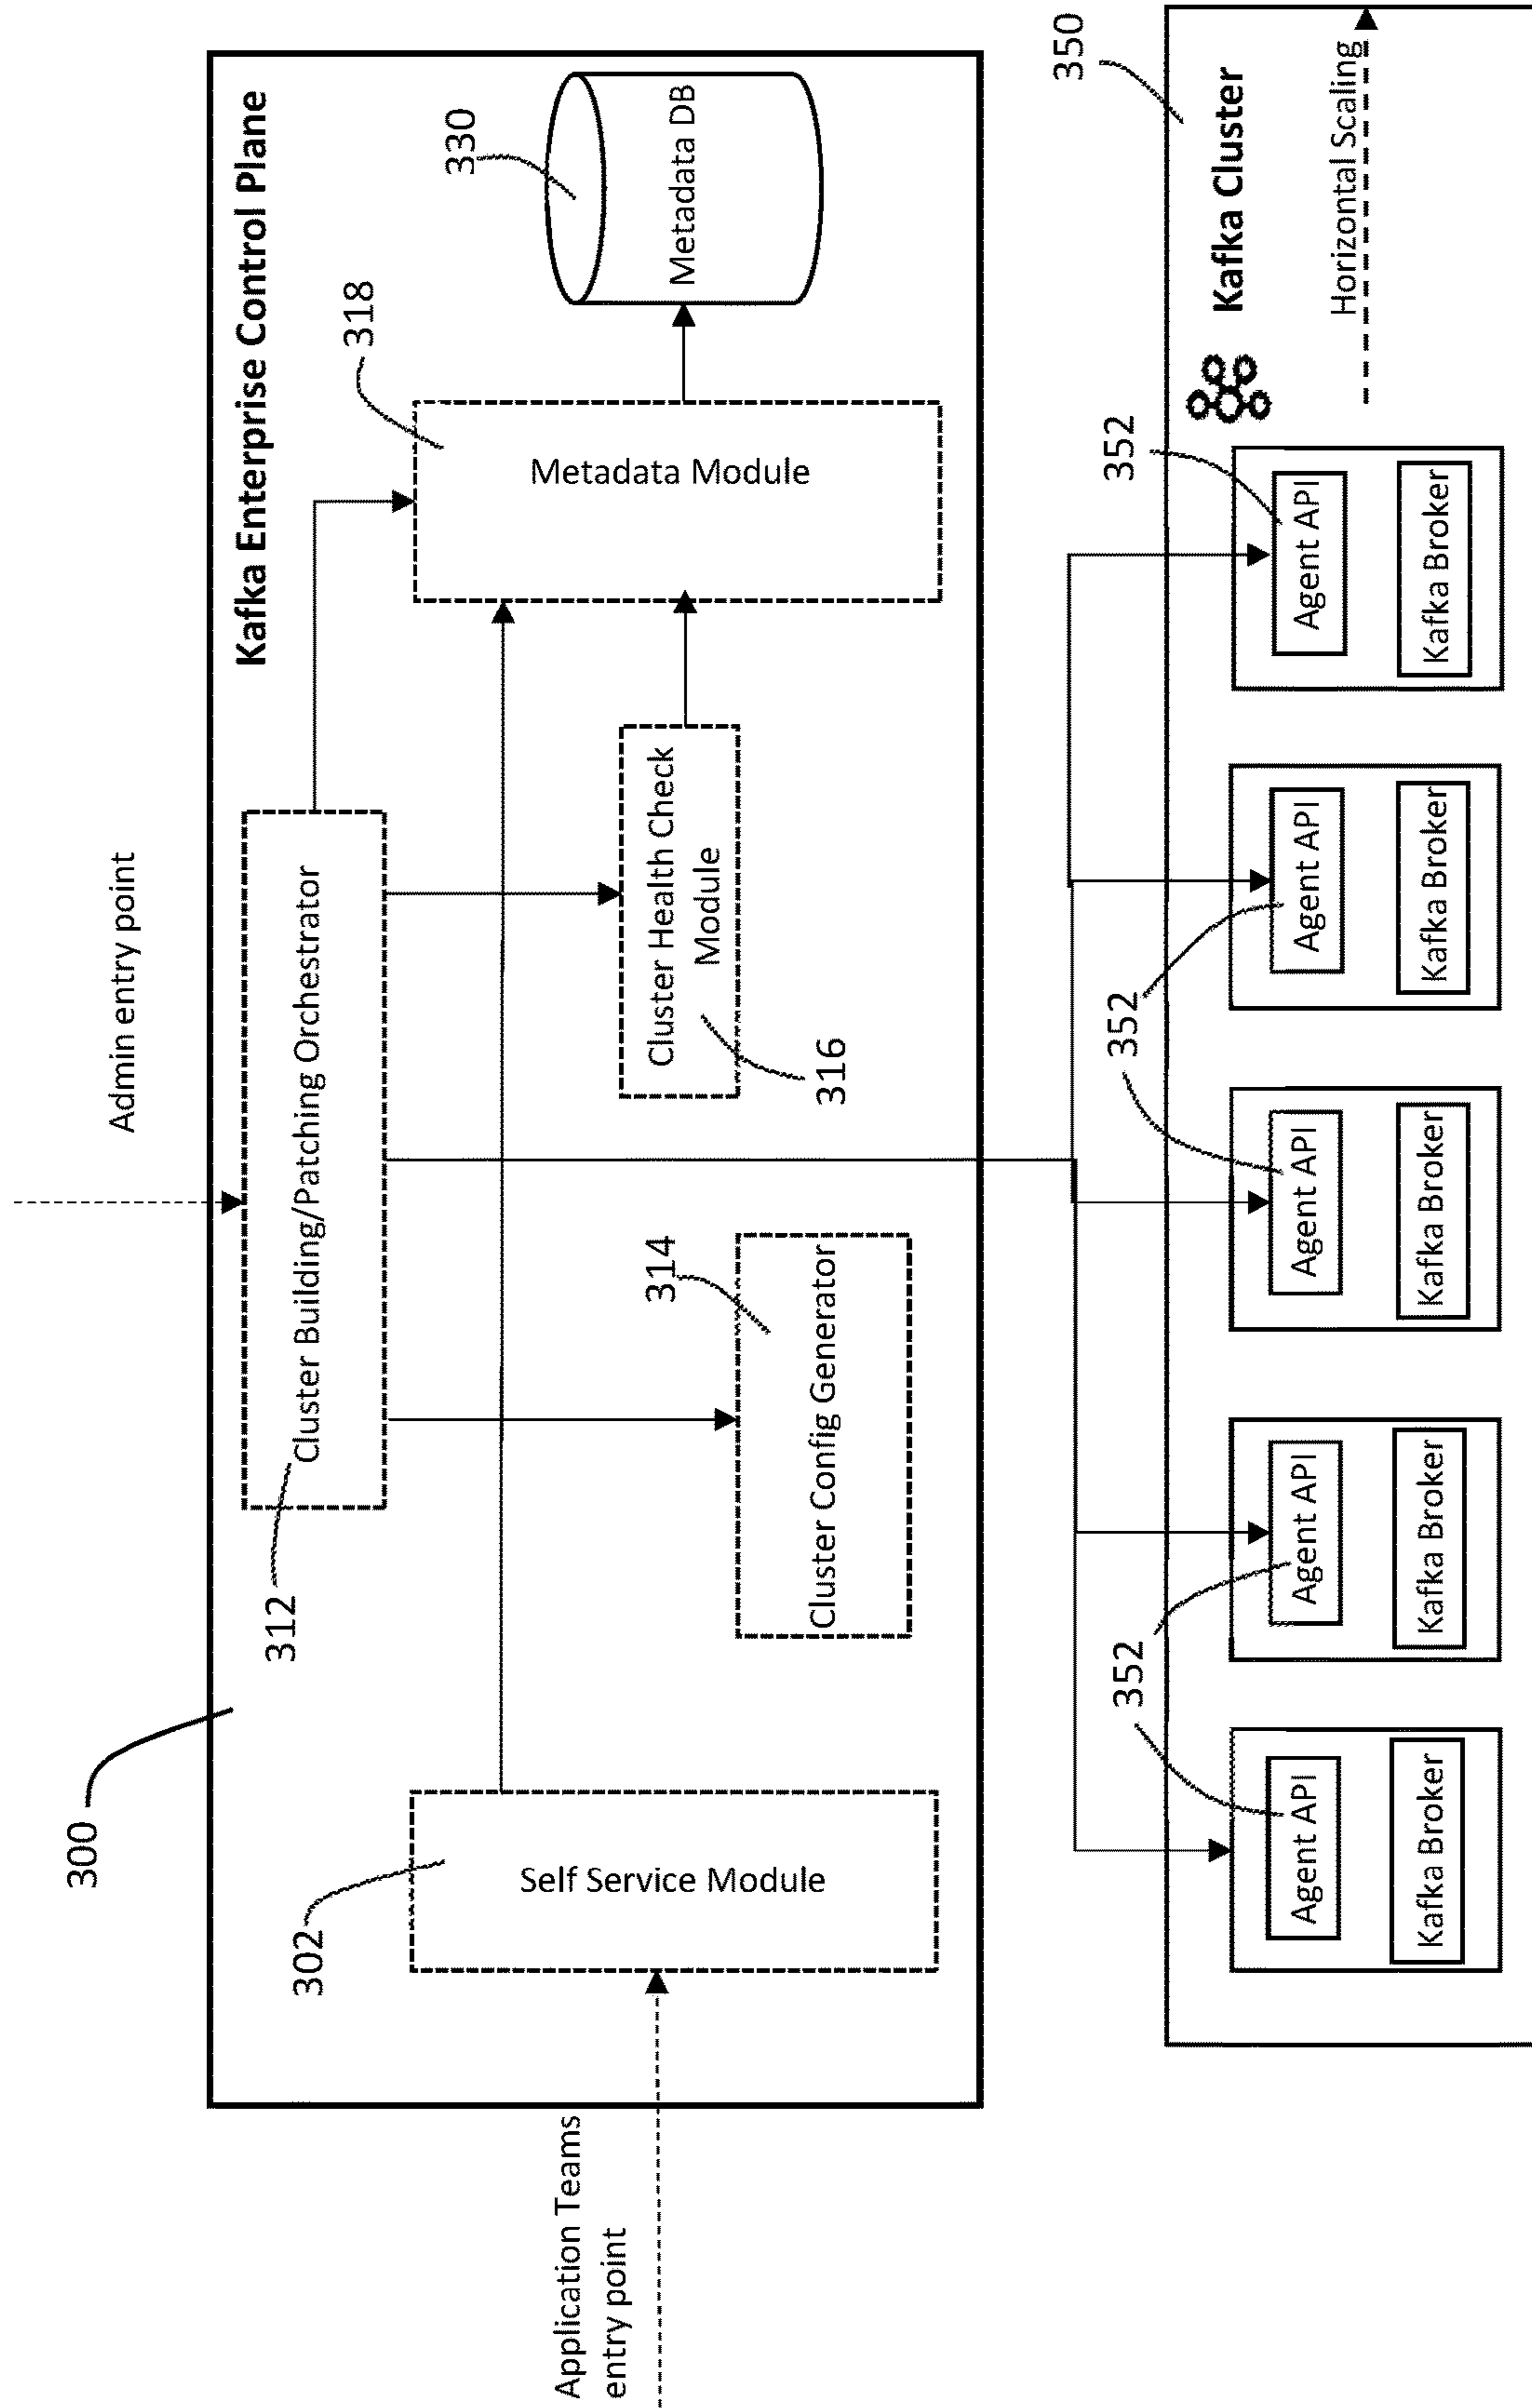 Admin entry point
300
Kafka Enterprise Control Plane
312
Cluster Building/Patching Orchestrator
318
330
302
Self Service Module
Application Teams
entry point
314
Cluster Config Generator
Cluster Health Check
Module
316
Metadata Module
Metadata DB
350
Kafka Cluster
Horizontal Scaling
352
352
352
Agent API
Kafka Broker
Agent API
Kafka Broker
Agent API
Kafka Broker
Agent API
Kafka Broker
Agent API
Kafka Broker